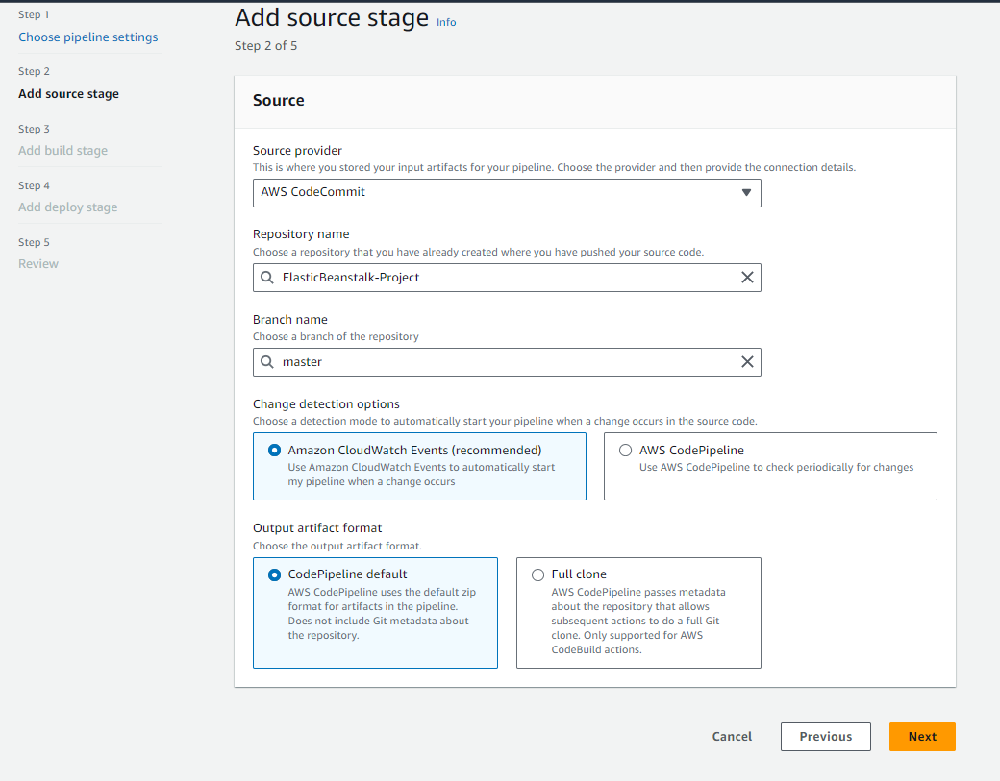 Step 1
Choose pipeline settings
Step 2
Add source stage
Step 3
Add build stage
Step 4
Add deploy stage
Step 5
Review
Add source stage Info
Step 2 of 5
Source
Source provider
This is where you stored your input artifacts for your pipeline. Choose the provider and then provide the connection details.
AWS CodeCommit
Repository name
Choose a repository that you have already created where you have pushed your source code.
ElasticBeanstalk-Project
Branch name
Choose a branch of the repository
master
Change detection options
Choose a detection mode to automatically start your pipeline when a change occurs in the source code.
Amazon CloudWatch Events (recommended)
Use Amazon CloudWatch Events to automatically start
my pipeline when a change occurs
AWS CodePipeline
Use AWS CodePipeline to check periodically for changes
Output artifact format
Choose the output artifact format.
CodePipeline default
AWS CodePipeline uses the default zip
format for artifacts in the pipeline.
Does not include Git metadata about
the repository.
Full clone
AWS CodePipeline passes metadata
about the repository that allows
subsequent actions to do a full Git
clone. Only supported for AWS
CodeBuild actions.
Cancel
Previous
Next